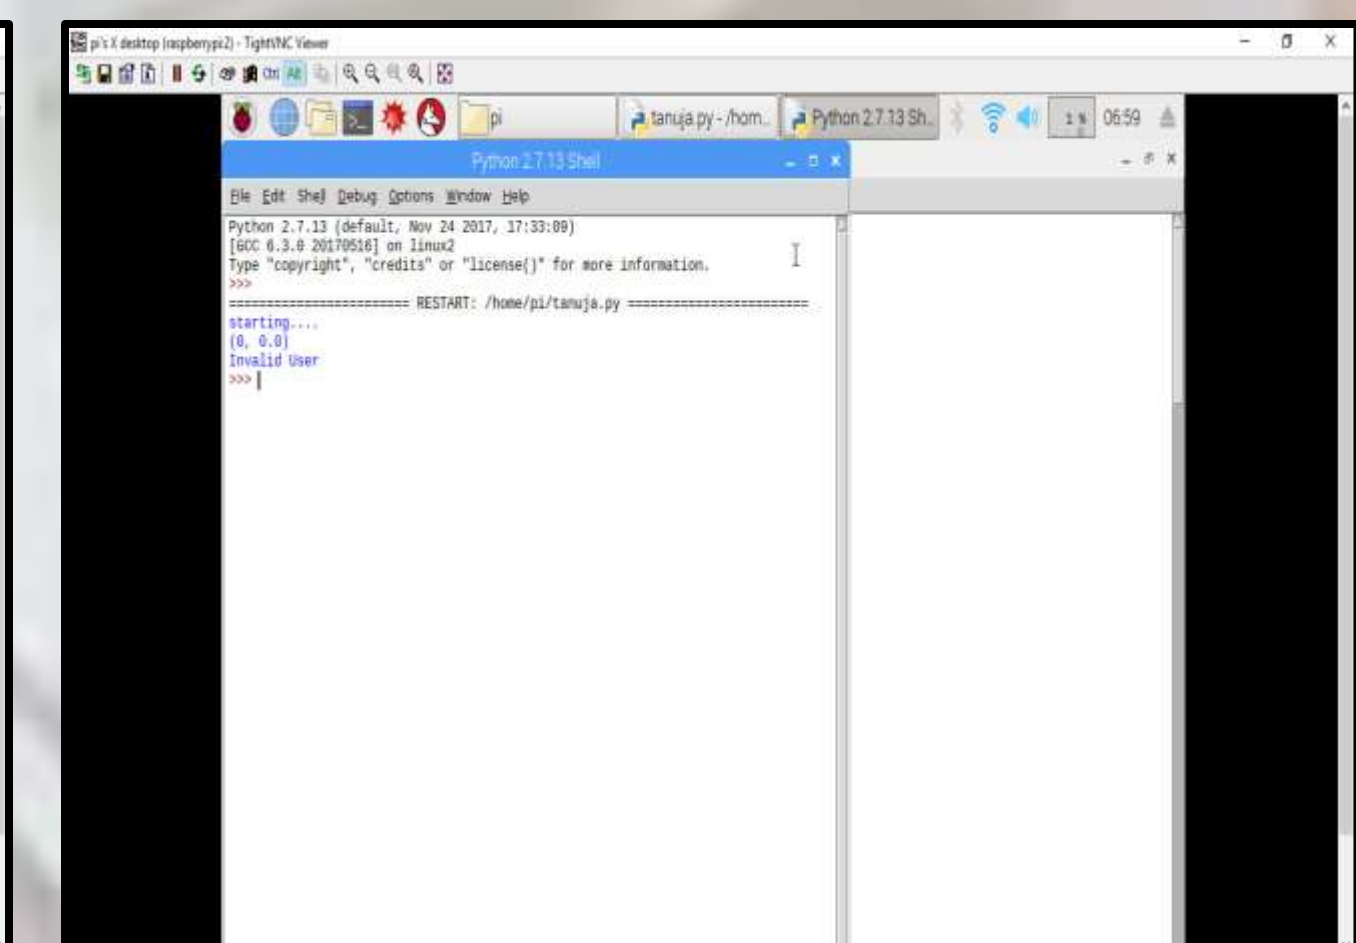 pi's X desktop (raspberrypi2) - TightVNC Viewer
Ctrl Alt
pi
tanuja.py - /hom...
Python 2.7.13 Sh...
1 %
06:59
Python 2.7.13 Shell
File Edit Shell Debug Options Window Help
Python 2.7.13 (default, Nov 24 2017, 17:33:09)
[GCC 6.3.0 20170516] on linux2
Type "copyright", "credits" or "license()" for more information.
>>>
======================== RESTART: /home/pi/tanuja.py ========================
starting....
(0, 0.0)
Invalid User
>>>